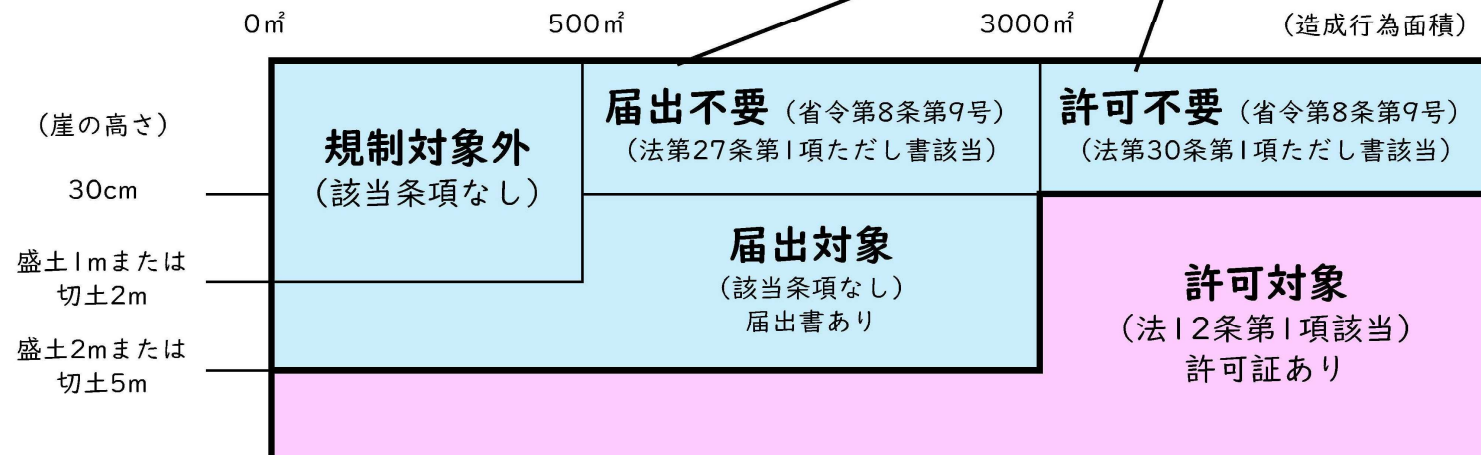 0㎡ 500㎡ 3000㎡ （造成行為面積）
（崖の高さ）
30cm
盛土1mまたは
切土2m
盛土2mまたは
切土5m
規制対象外
（該当条項なし）
届出不要（省令第8条第9号）
（法第27条第1項ただし書該当）
許可不要（省令第8条第9号）
（法第30条第1項ただし書該当）
届出対象
（該当条項なし）
届出書あり
許可対象
（法12条第1項該当）
許可証あり